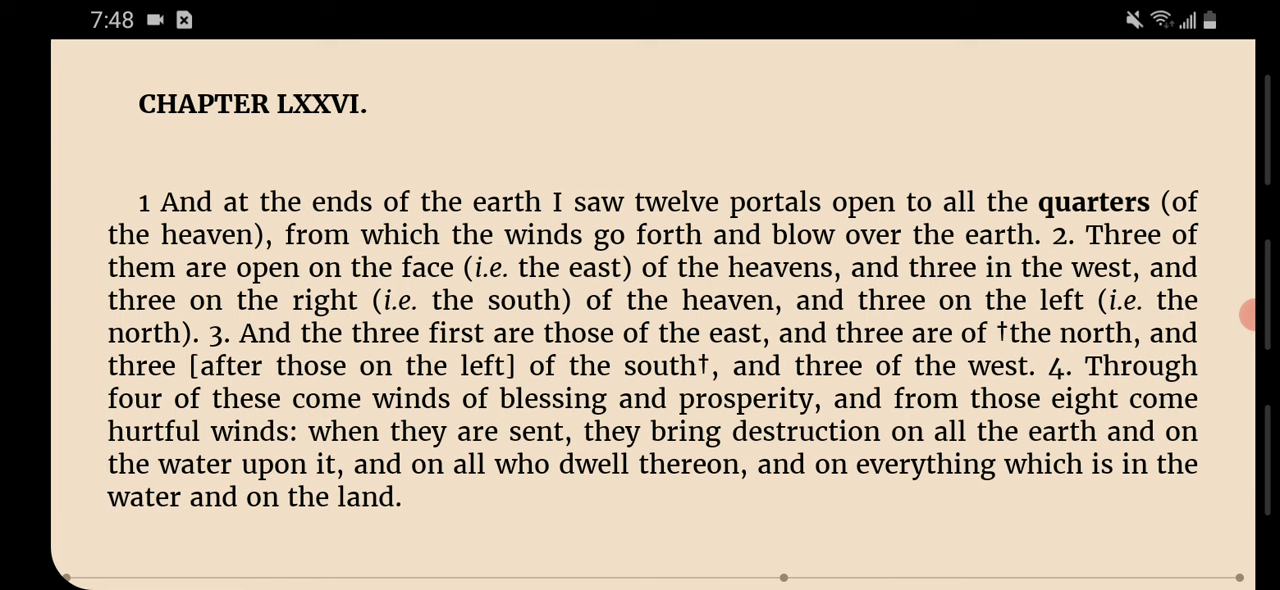 7:48
CHAPTER LXXVI.
1 And at the ends of the earth I saw twelve portals open to all the quarters (of
the heaven), from which the winds go forth and blow over the earth. 2. Three of
them are open on the face (i.e. the east) of the heavens, and three in the west, and
three on the right (i.e. the south) of the heaven, and three on the left (i.e. the
north). 3. And the three first are those of the east, and three are of †the north, and
three [after those on the left] of the south†, and three of the west. 4. Through
four of these come winds of blessing and prosperity, and from those eight come
hurtful winds: when they are sent, they bring destruction on all the earth and on
the water upon it, and on all who dwell thereon, and on everything which is in the
water and on the land.